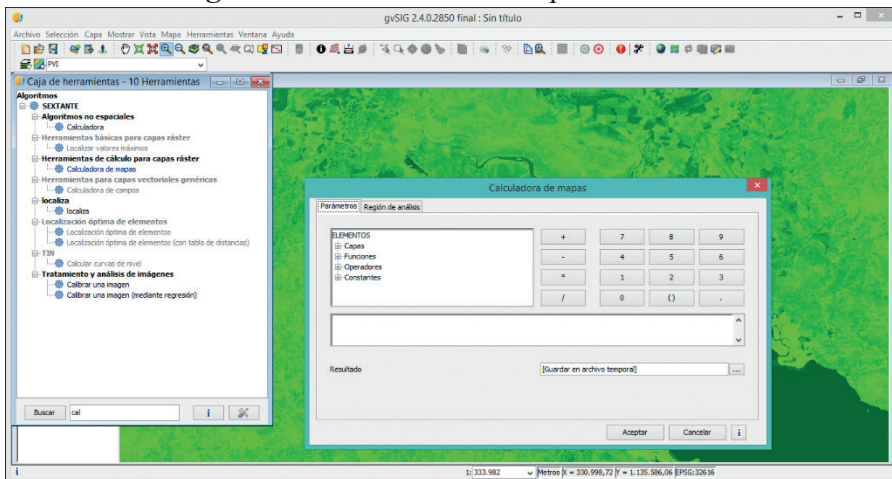 gvSIG 2.4.0.2850 final : Sin título
Archivo Selección Capa Mostrar Vista Mapa Herramientas Ventana Ayuda
PVI
Caja de herramientas - 10 Herramientas
Algoritmos
SEXTANTE
Algoritmos no espaciales
Calculadora
Herramientas básicas para capas ráster
Localizar valores máximos
Herramientas de cálculo para capas ráster
Calculadora de mapas
Herramientas para capas vectoriales genéricas
Calculadora de campos
localiza
localiza
Localización óptima de elementos
Localización óptima de elementos
Localización óptima de elementos (con tabla de distancias)
TIN
Calcular curvas de nivel
Tratamiento y análisis de imágenes
Calibrar una imagen
Calibrar una imagen (mediante regresión)
Buscar cal i
Calculadora de mapas
Parámetros Región de análisis
ELEMENTOS
Capas
Funciones
Operadores
Constantes
+ 7 8 9
- 4 5 6
* 1 2 3
/ 0 () .
Resultado [Guardar en archivo temporal] ...
Aceptar Cancelar i
i 1: 333.982 Metros X = 330.998,72 Y = 1.135.586,06 EPSG:32616